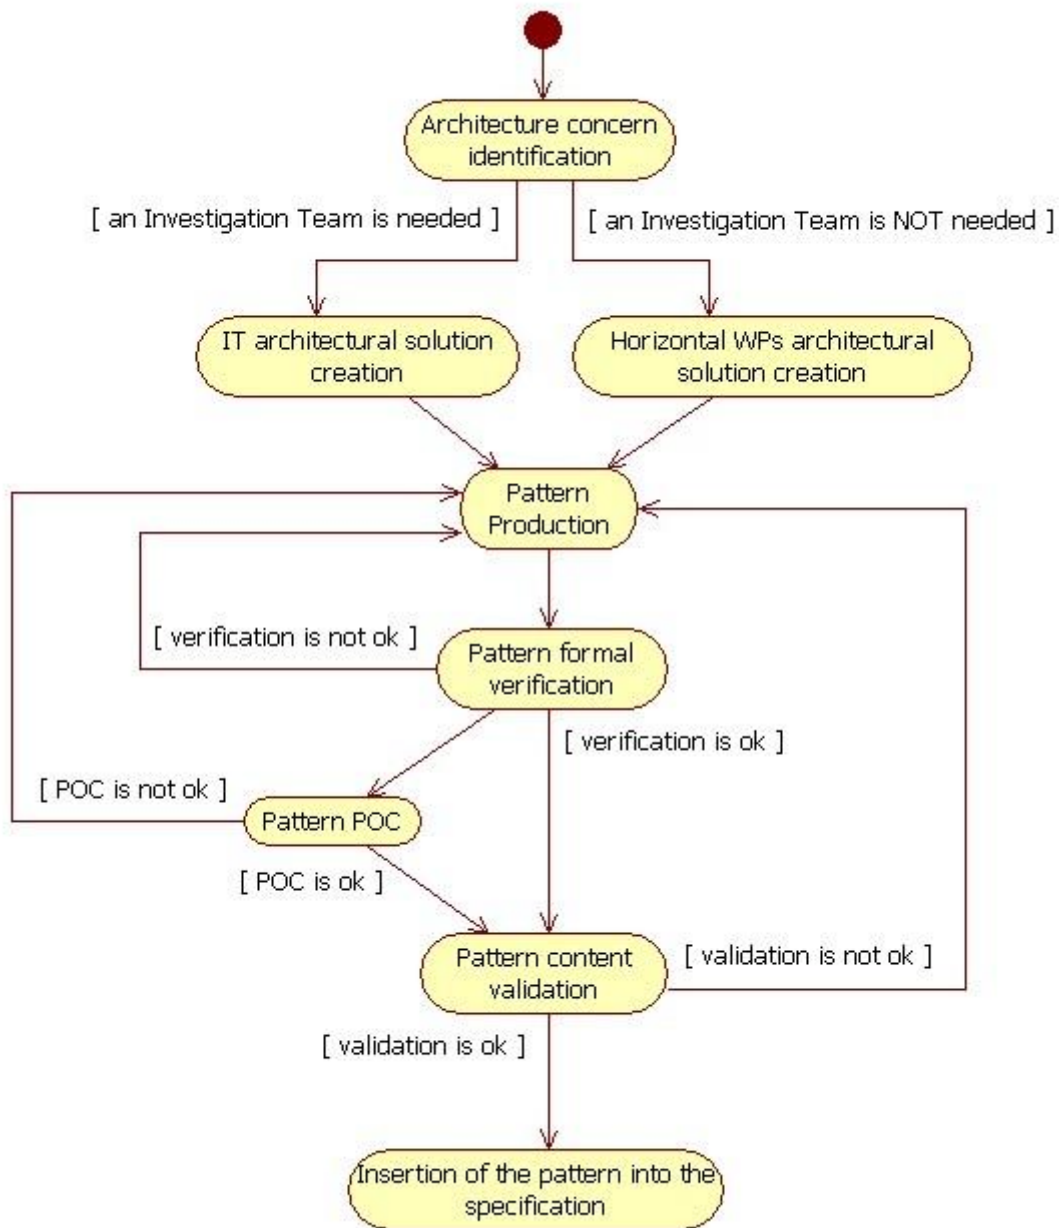 Architecture concern
identification
[ an Investigation Team is needed ]
[ an Investigation Team is NOT needed ]
IT architectural solution
creation
Horizontal WPs architectural
solution creation
Pattern
Production
[ verification is not ok ]
Pattern formal
verification
[ verification is ok ]
[ POC is not ok ]
Pattern POC
[ POC is ok ]
Pattern content
validation
[ validation is not ok ]
[ validation is ok ]
Insertion of the pattern into the
specification